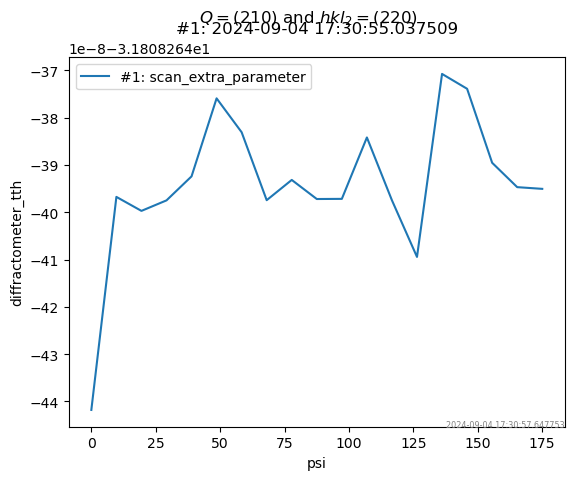 Q = (210) and hkl₂ = (220)
#1: 2024-09-04 17:30:55.037509
1e−8−3.1808264e1
#1: scan_extra_parameter
−37
−38
−39
−40
−41
−42
−43
−44
diffractometer_tth
2024-09-04 17:30:57.647753
0 25 50 75 100 125 150 175
psi